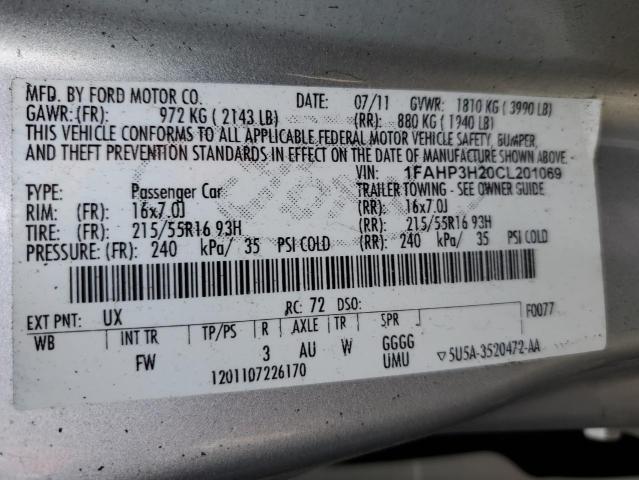 MFD. BY FORD MOTOR CO. DATE: 07/11 GVWR: 1810 KG ( 3990 LB)
GAWR: (FR): 972 KG ( 2143 LB) (RR): 880 KG ( 1940 LB)
THIS VEHICLE CONFORMS TO ALL APPLICABLE FEDERAL MOTOR VEHICLE SAFETY, BUMPER,
AND THEFT PREVENTION STANDARDS IN EFFECT ON THE DATE OF MANUFACTURE SHOWN ABOVE.
VIN: 1FAHP3H20CL201069
TYPE: Passenger Car TRAILER TOWING - SEE OWNER GUIDE.
RIM: (FR): 16x7.0J (RR): 16x7.0J
TIRE: (FR): 215/55R16 93H (RR): 215/55R16 93H
PRESSURE: (FR): 240 kPa/ 35 PSI COLD (RR): 240 kPa/ 35 PSI COLD
EXT PNT: UX RC: 72 DSO: F0077
WB INT TR TP/PS R AXLE TR SPR
FW 3 AU W GGGG
UMU ▽5U5A-3520472-AA
1201107226170